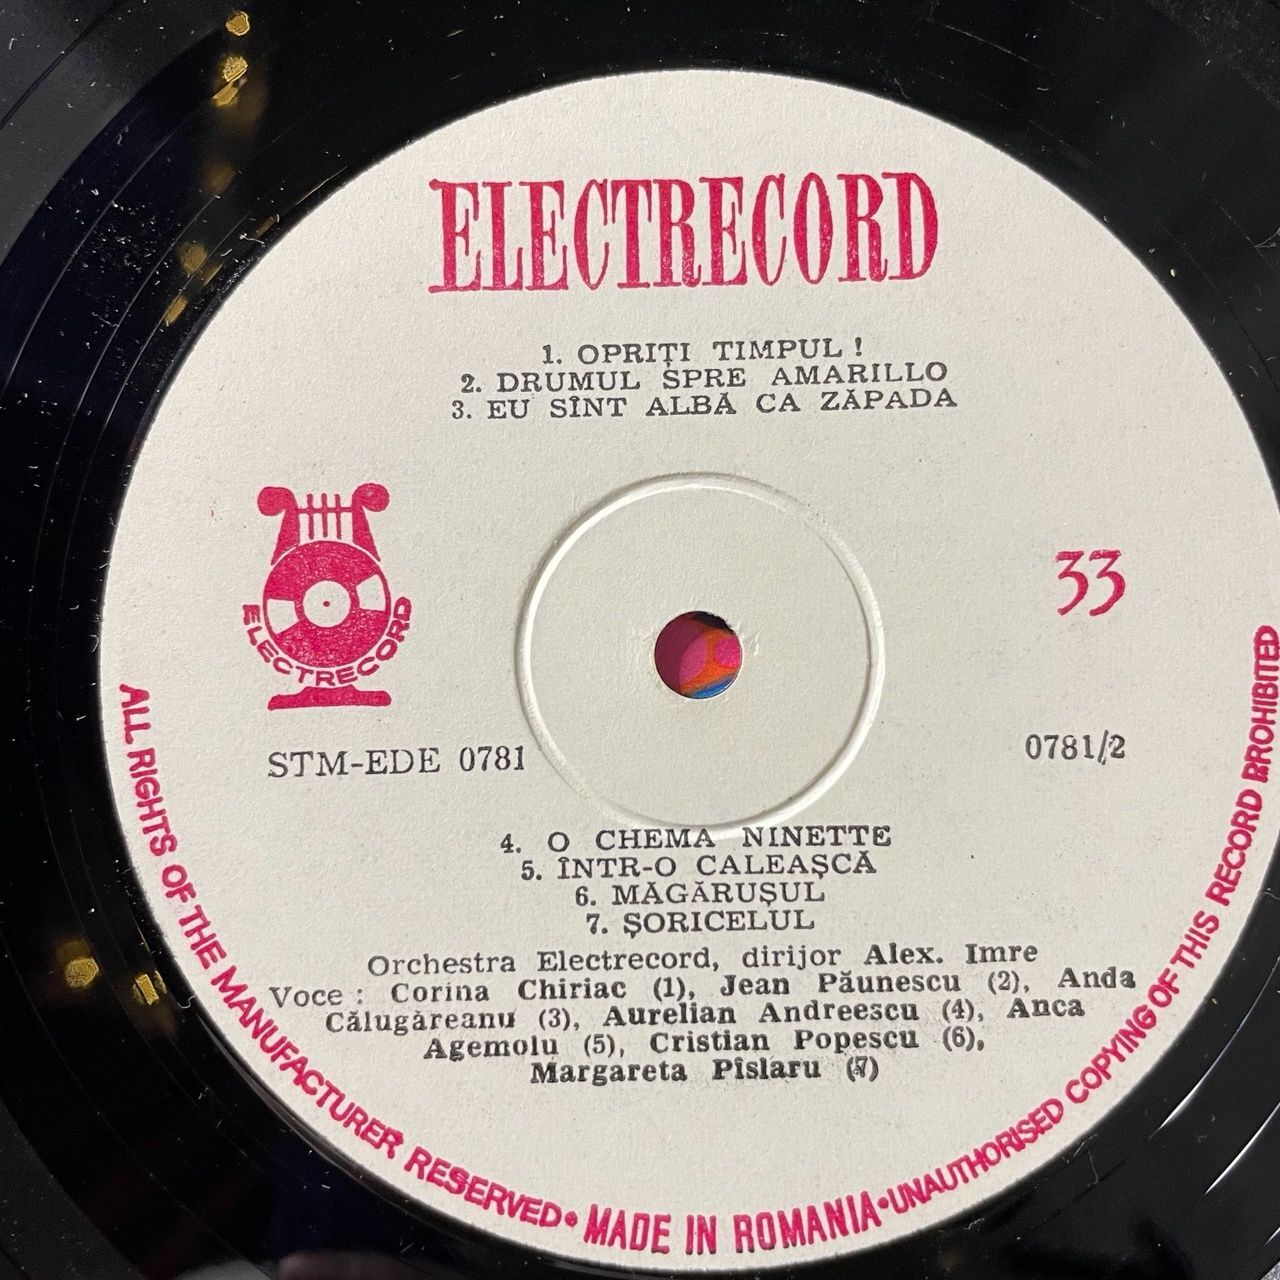 ELECTRECORD
1. OPRIȚI TIMPUL !
2. DRUMUL SPRE AMARILLO
3. EU SÎNT ALBĂ CA ZĂPADA
ELECTRECORD
33
STM-EDE 0781
0781/2
4. O CHEMA NINETTE
5. ÎNTR-O CALEAȘCĂ
6. MĂGĂRUȘUL
7. ȘORICELUL
Orchestra Electrecord, dirijor Alex. Imre
Voce : Corina Chiriac (1), Jean Păunescu (2), Anda
Călugăreanu (3), Aurelian Andreescu (4), Anca
Agemolu (5), Cristian Popescu (6),
Margareta Pîslaru (7)
ALL RIGHTS OF THE MANUFACTURER RESERVED • MADE IN ROMANIA • UNAUTHORISED COPYING OF THIS RECORD BROHIBITED